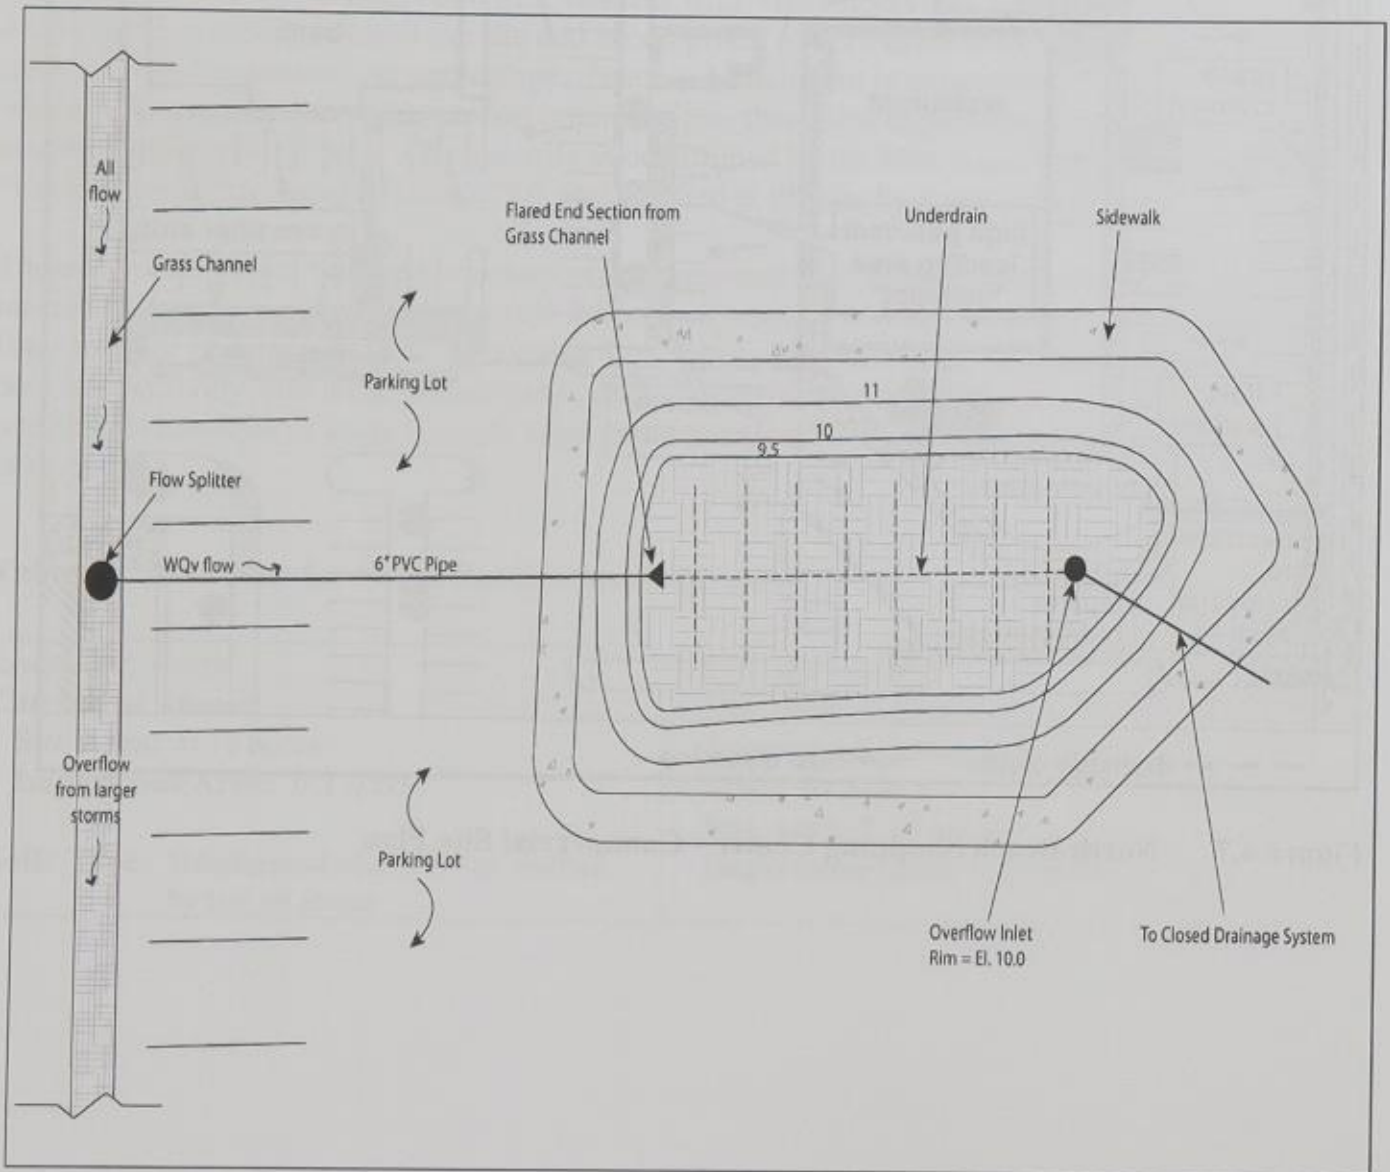 All
flow
Grass Channel
Flared End Section from
Grass Channel
Underdrain
Sidewalk
Parking Lot
11
10
9.5
Flow Splitter
WQv flow
6" PVC Pipe
Overflow
from larger
storms
Parking Lot
Overflow Inlet
Rim = El. 10.0
To Closed Drainage System